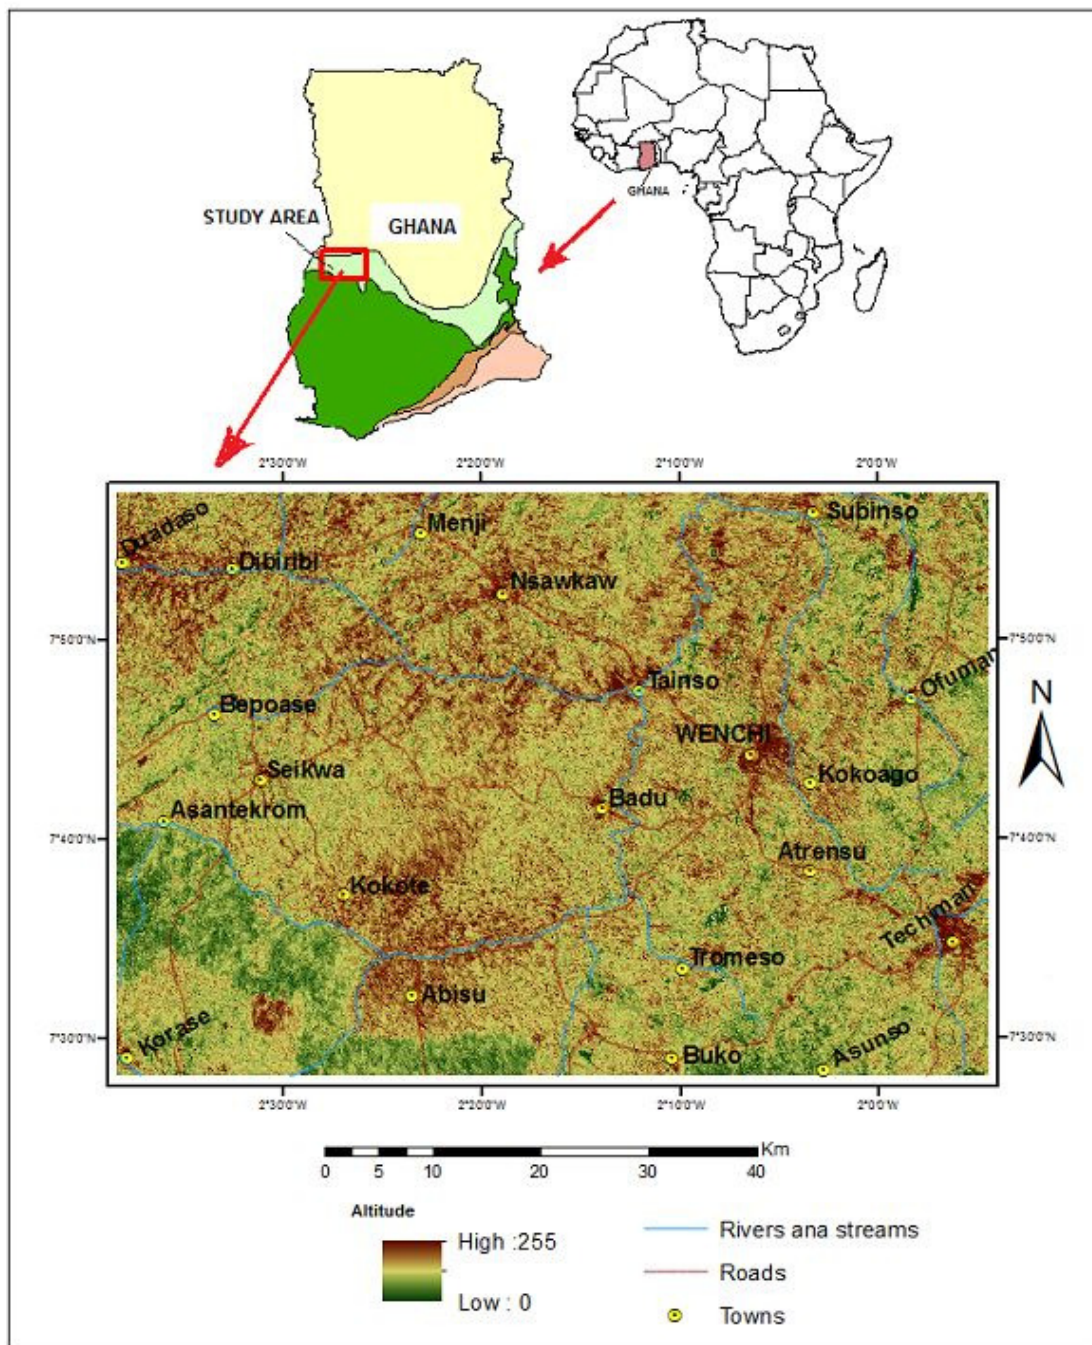 GHANA
STUDY AREA
GHANA
2°30'0"W 2°20'0"W 2°10'0"W 2°0'0"W
Duadaso
Menji
Subinso
Dibiribi
Nsawkaw
7°50'0"N
7°50'0"N
Tainso
Ofuman
N
Bepoase
WENCHI
Seikwa
Kokoago
Badu
Asantekrom
7°40'0"N
7°40'0"N
Atrensu
Kokote
Techiman
Tromeso
Abisu
Korase
7°30'0"N
7°30'0"N
Buko
Asunso
2°30'0"W 2°20'0"W 2°10'0"W 2°0'0"W
Km
0 5 10 20 30 40
Altitude
High :255
Low : 0
Rivers ana streams
Roads
Towns